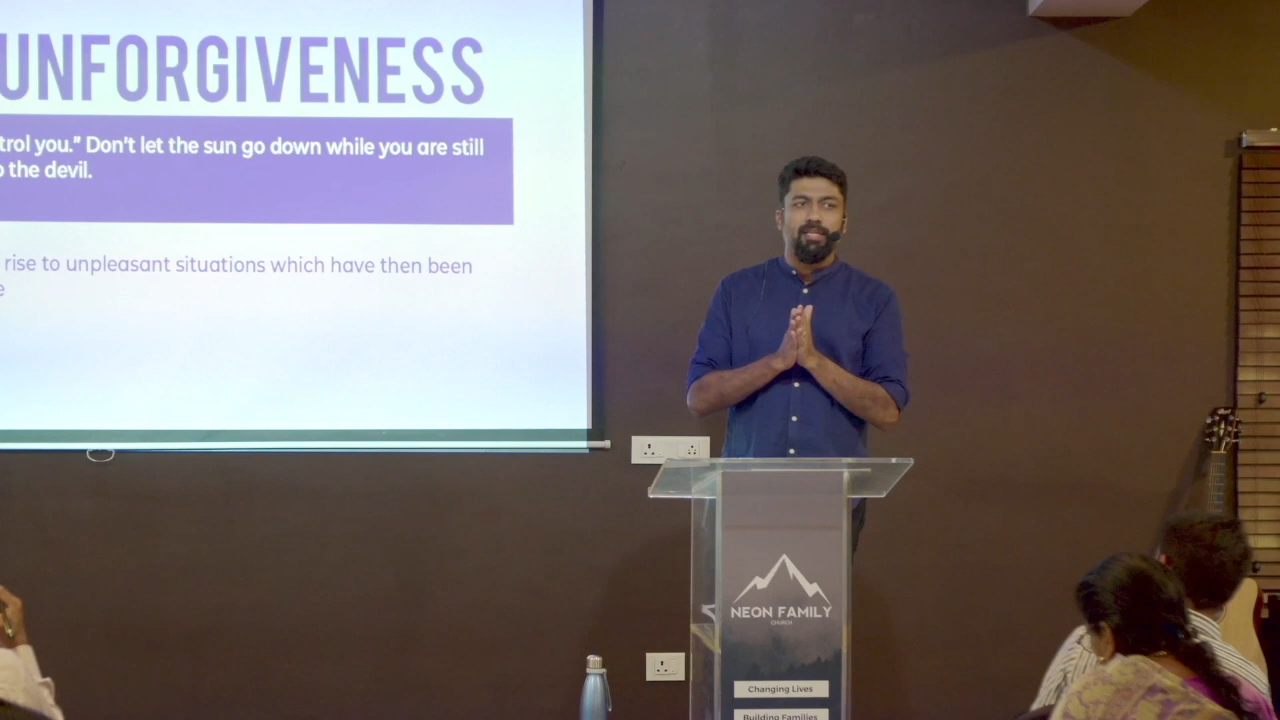 UNFORGIVENESS
trol you.” Don’t let the sun go down while you are still
o the devil.
rise to unpleasant situations which have then been
e
NEON FAMILY
CHURCH
Changing Lives
Building Families